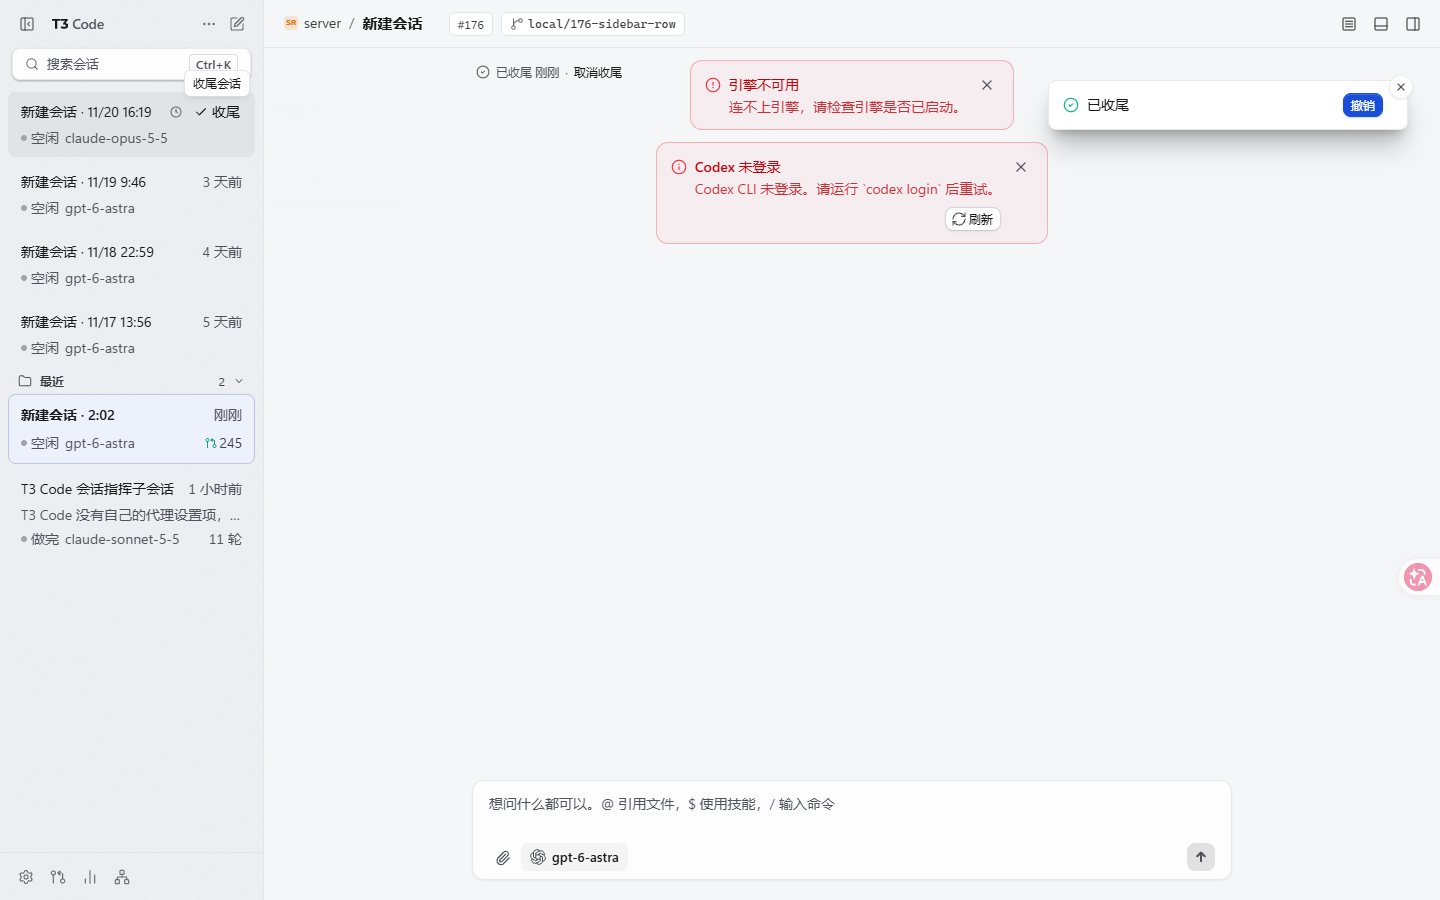 T3 Code
搜索会话
Ctrl+K
收尾会话
新建会话 · 11/20 16:19
收尾
空闲 claude-opus-5-5
新建会话 · 11/19 9:46
3 天前
空闲 gpt-6-astra
新建会话 · 11/18 22:59
4 天前
空闲 gpt-6-astra
新建会话 · 11/17 13:56
5 天前
空闲 gpt-6-astra
最近
2
新建会话 · 2:02
刚刚
空闲 gpt-6-astra
245
T3 Code 会话指挥子会话
1 小时前
T3 Code 没有自己的代理设置项，...
做完 claude-sonnet-5-5
11 轮
SR server / 新建会话
#176
local/176-sidebar-row
已收尾 刚刚 · 取消收尾
引擎不可用
连不上引擎，请检查引擎是否已启动。
Codex 未登录
Codex CLI 未登录。请运行 `codex login` 后重试。
刷新
已收尾
撤销
想问什么都可以。@ 引用文件，$ 使用技能，/ 输入命令
gpt-6-astra